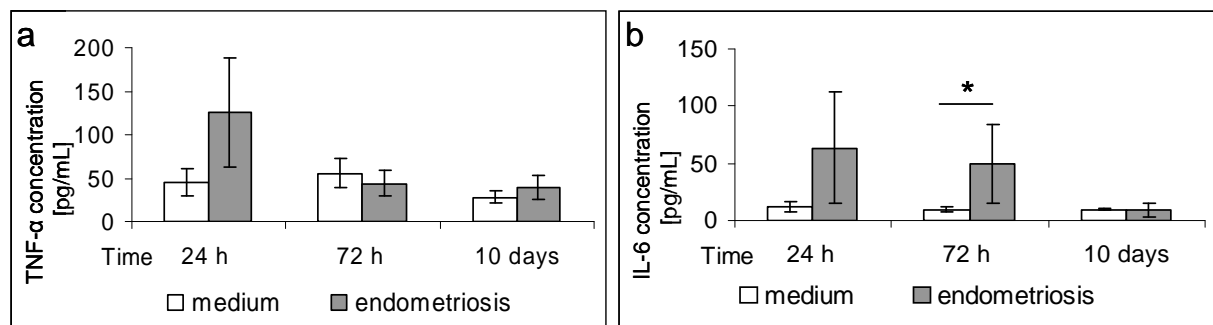 a
TNF-α concentration
[pg/mL]
200
150
100
50
0
Time 24 h 72 h 10 days
medium endometriosis
b
IL-6 concentration
[pg/mL]
150
100
50
0
*
Time 24 h 72 h 10 days
medium endometriosis